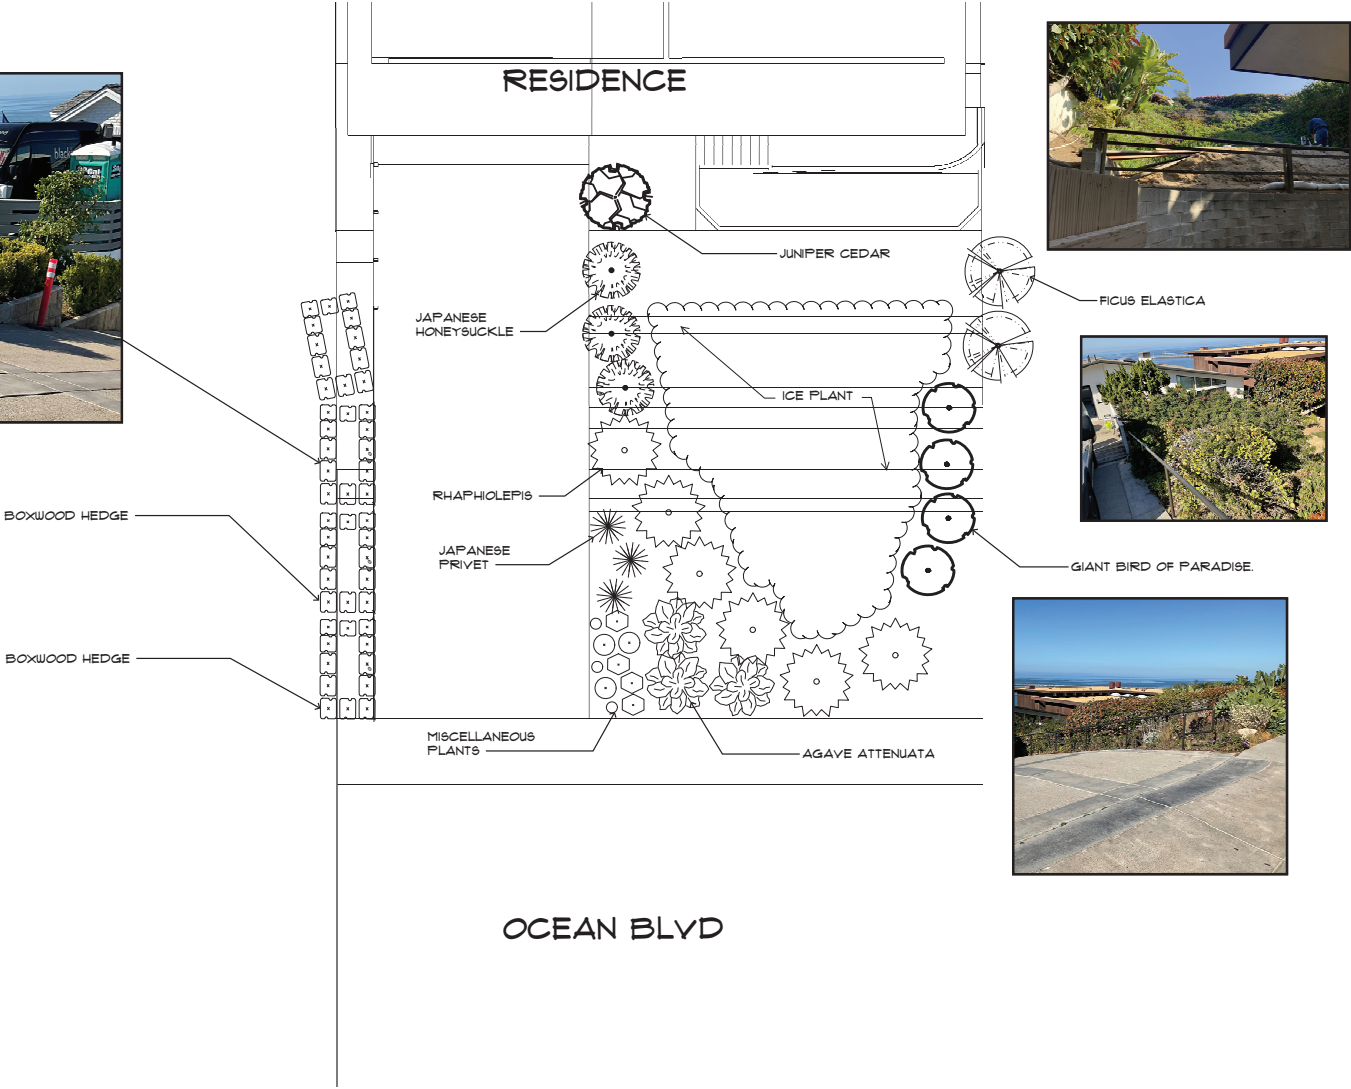 RESIDENCE
JUNIPER CEDAR
FICUS ELASTICA
JAPANESE
HONEYSUCKLE
ICE PLANT
RHAPHIOLEPIS
BOXWOOD HEDGE
JAPANESE
PRIVET
GIANT BIRD OF PARADISE.
BOXWOOD HEDGE
MISCELLANEOUS
PLANTS
AGAVE ATTENUATA
OCEAN BLVD